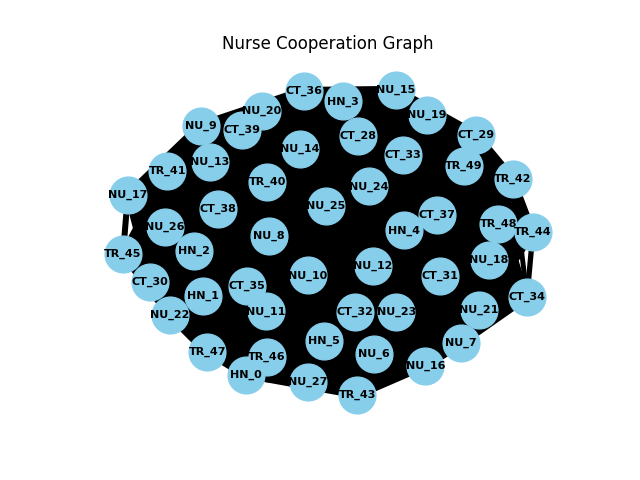 Nurse Cooperation Graph
CT_36
NU_15
HN_3
NU_20
NU_19
NU_9
CT_39
CT_29
CT_28
NU_14
CT_33
NU_13
TR_49
TR_41
TR_42
TR_40
NU_24
NU_17
NU_25
CT_38
CT_37
TR_48
NU_26
HN_4
TR_44
NU_8
HN_2
TR_45
NU_18
NU_12
NU_10
CT_31
CT_30
CT_35
HN_1
CT_34
NU_21
NU_11
CT_32
NU_23
NU_22
HN_5
NU_7
TR_47
NU_6
TR_46
NU_16
HN_0
NU_27
TR_43